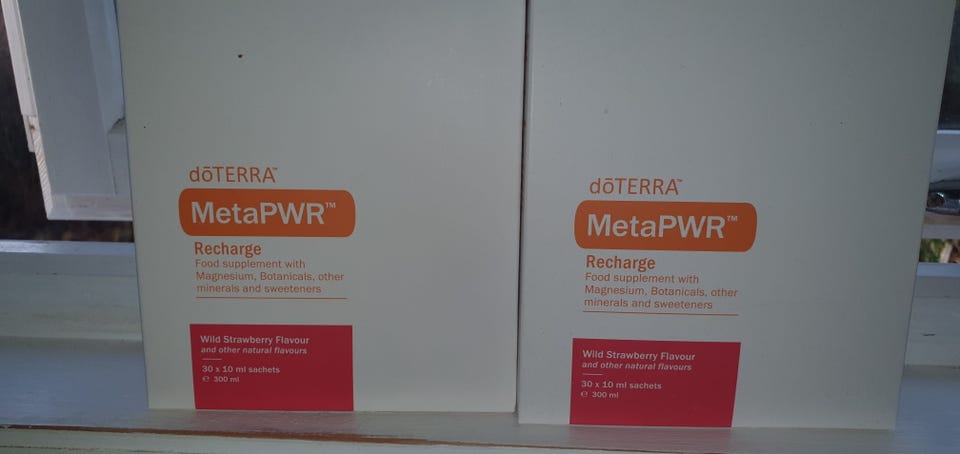 dōTERRA™
MetaPWR™
Recharge
Food supplement with
Magnesium, Botanicals, other
minerals and sweeteners
Wild Strawberry Flavour
and other natural flavours
30 x 10 ml sachets
℮ 300 ml
dōTERRA™
MetaPWR™
Recharge
Food supplement with
Magnesium, Botanicals, other
minerals and sweeteners
Wild Strawberry Flavour
and other natural flavours
30 x 10 ml sachets
℮ 300 ml